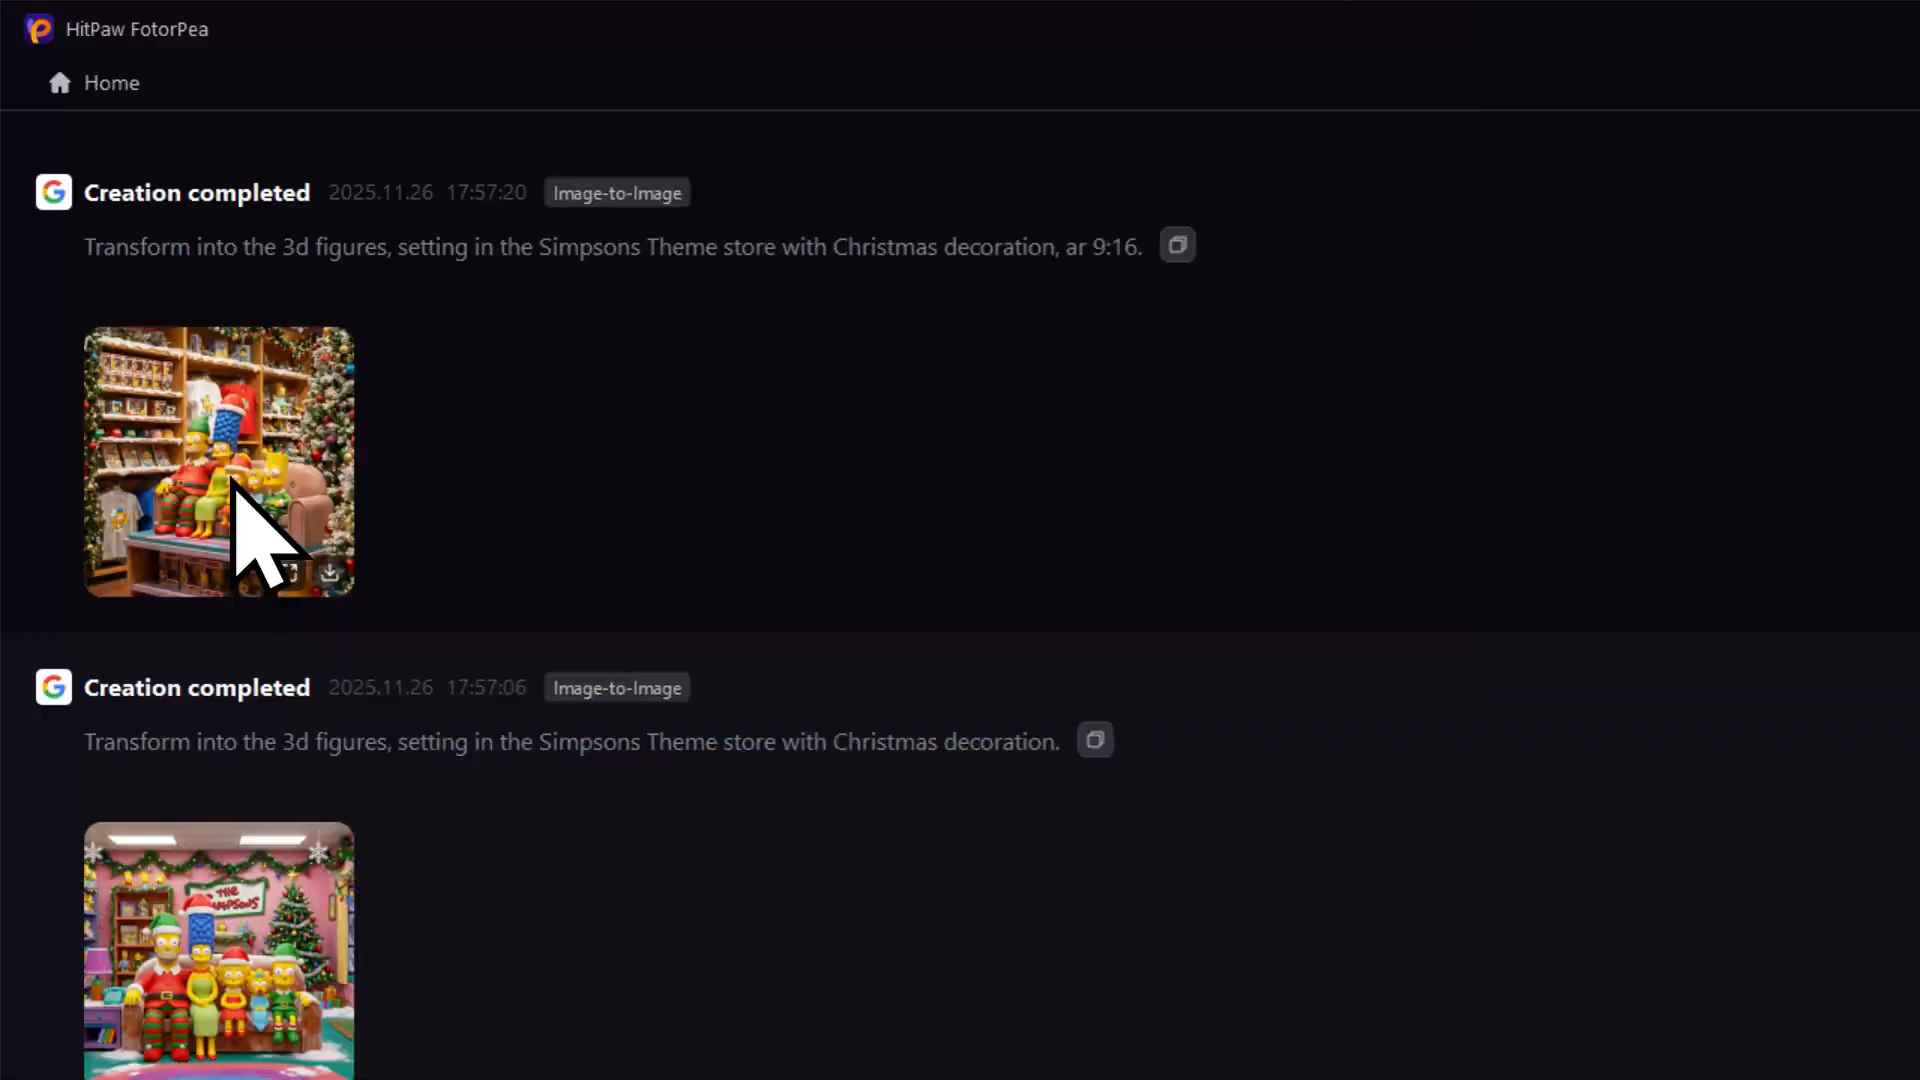 HitPaw FotorPea
Home
Creation completed 2025.11.26 17:57:20 Image-to-Image
Transform into the 3d figures, setting in the Simpsons Theme store with Christmas decoration, ar 9:16.
Creation completed 2025.11.26 17:57:06 Image-to-Image
Transform into the 3d figures, setting in the Simpsons Theme store with Christmas decoration.
THE